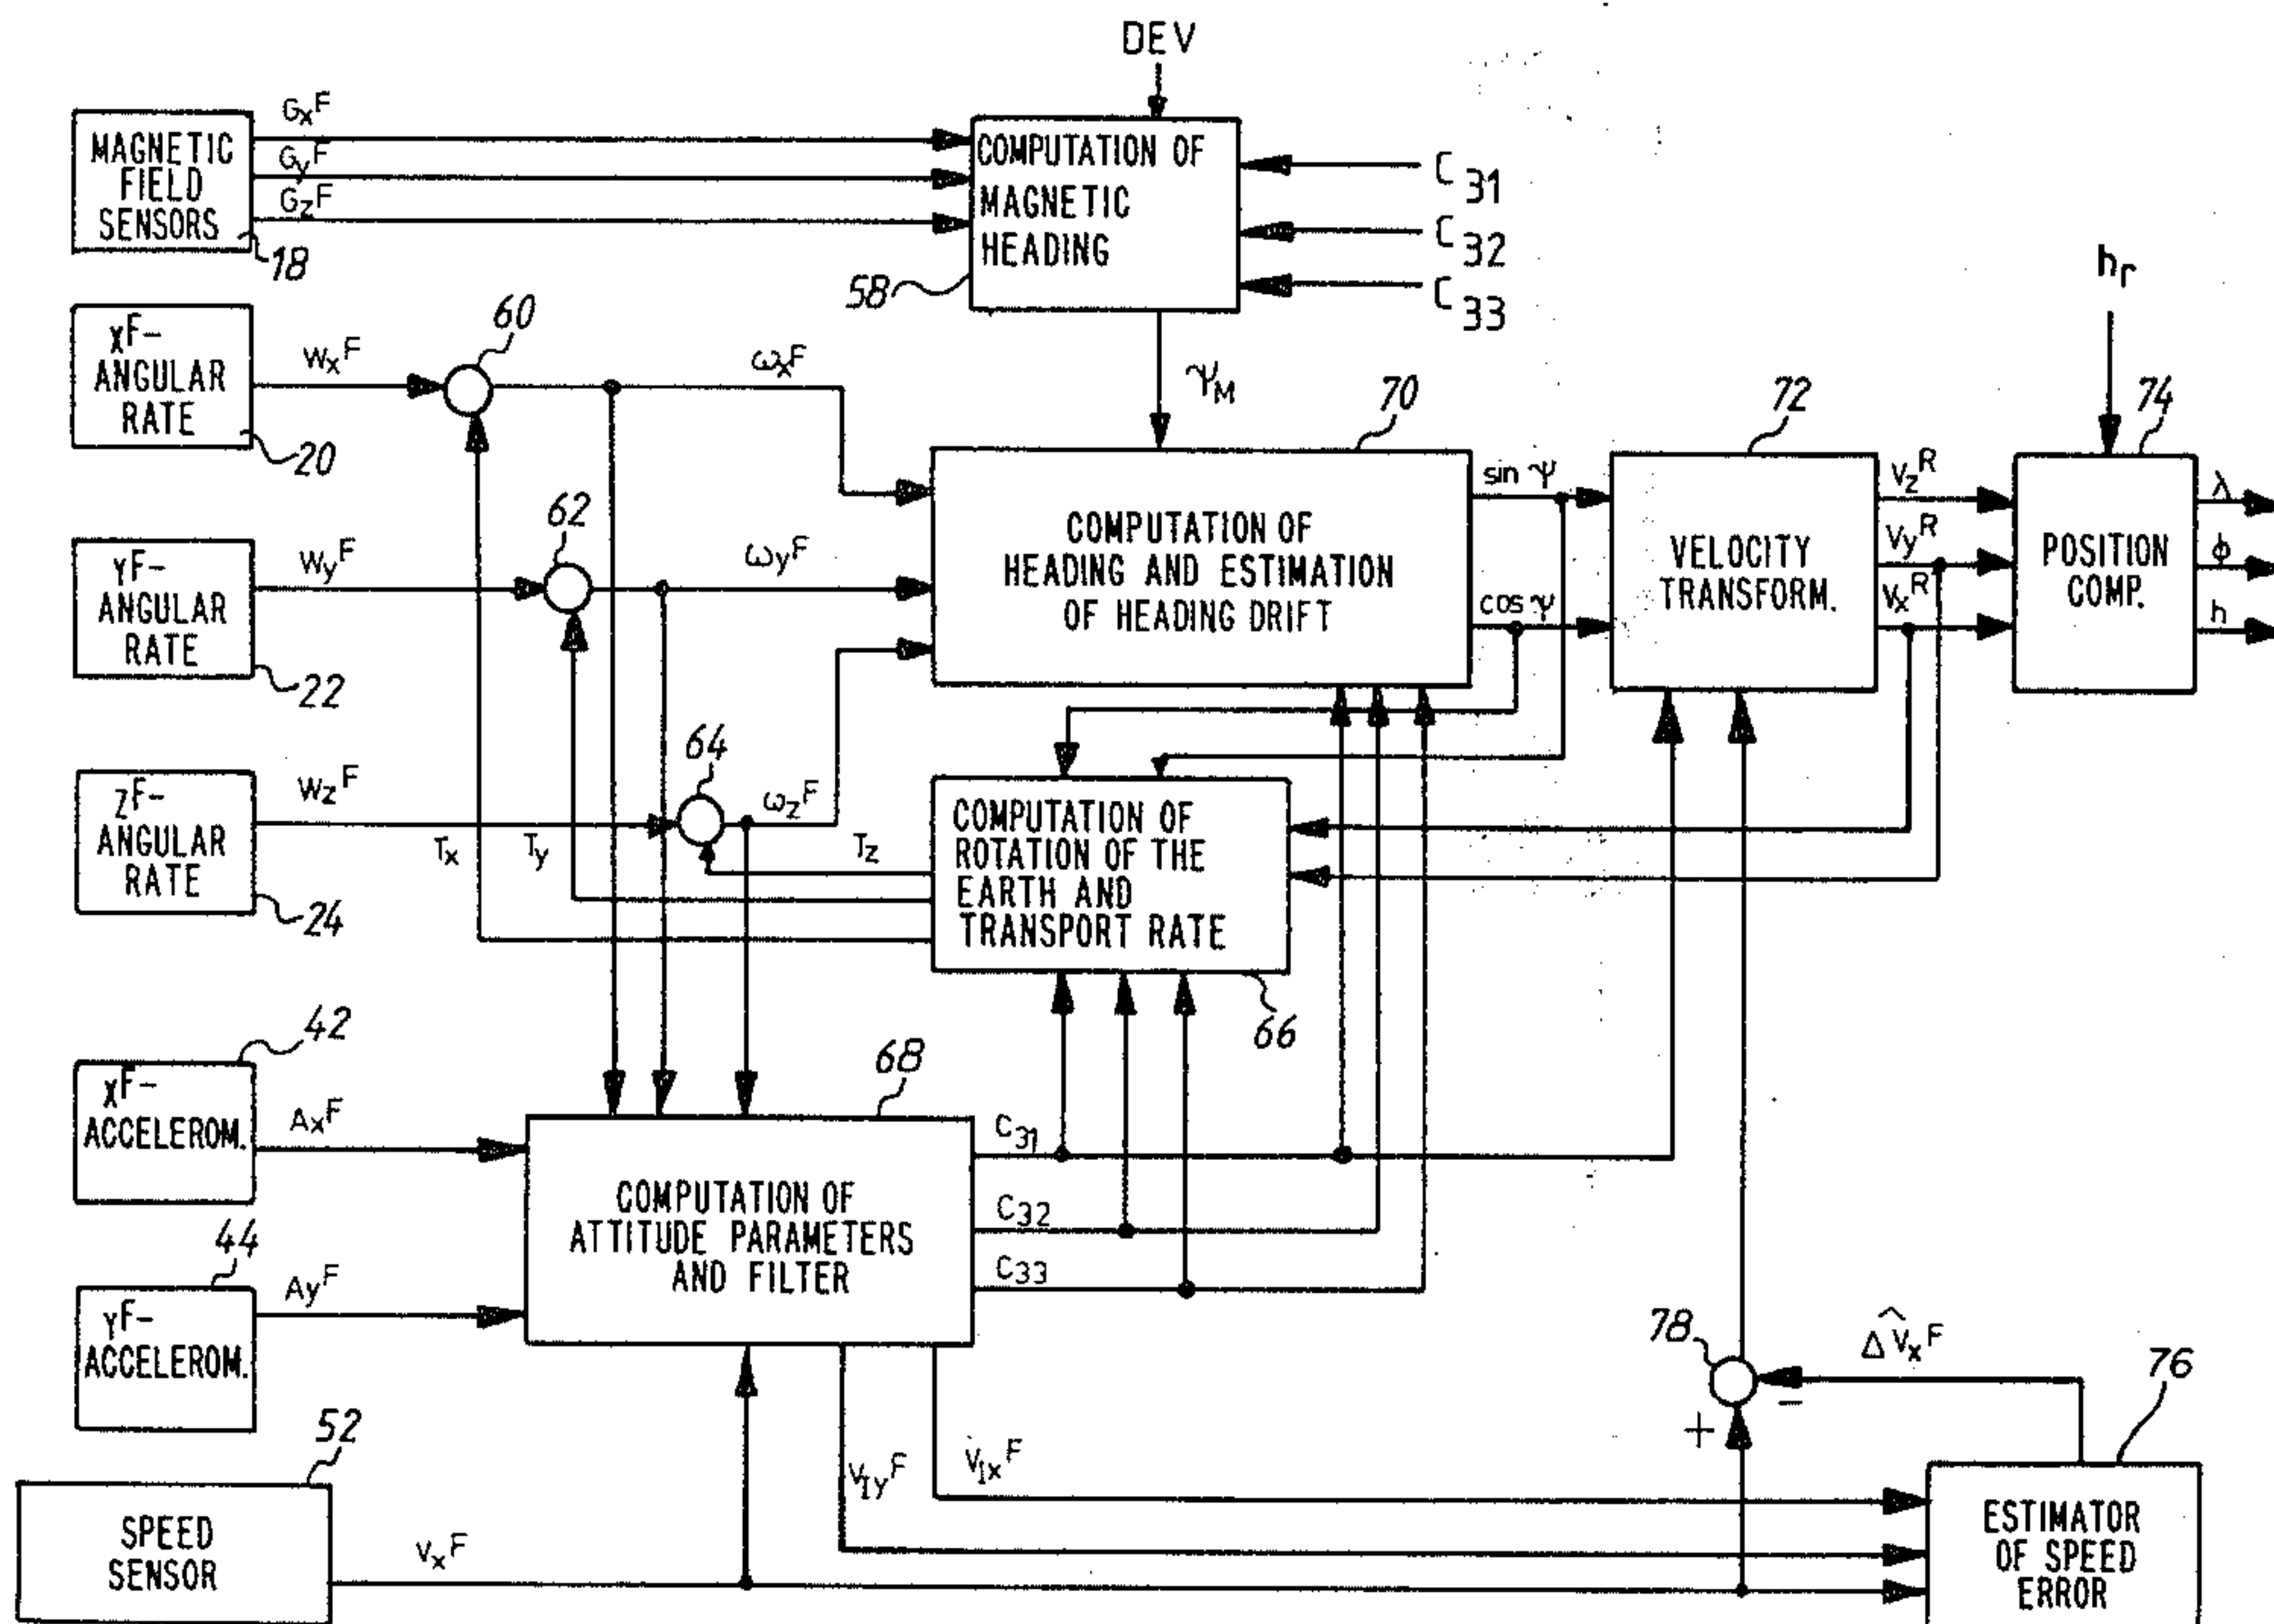 DEV
GxF
GyF
GzF
MAGNETIC
FIELD
SENSORS
18
COMPUTATION OF
MAGNETIC
HEADING
58
C31
C32
C33
hr
xF-
ANGULAR
RATE
20
WxF
60
ωxF
ΨM
70
72
74
YF-
ANGULAR
RATE
22
WyF
62
ωyF
COMPUTATION OF
HEADING AND ESTIMATION
OF HEADING DRIFT
sin Ψ
cos Ψ
VELOCITY
TRANSFORM.
VzR
VyR
VxR
POSITION
COMP.
λ
ϕ
h
ZF-
ANGULAR
RATE
24
WzF
64
ωzF
Tx
Ty
Tz
COMPUTATION OF
ROTATION OF THE
EARTH AND
TRANSPORT RATE
66
42
xF-
ACCELEROM.
AxF
68
44
YF-
ACCELEROM.
AyF
COMPUTATION OF
ATTITUDE PARAMETERS
AND FILTER
C31
C32
C33
78
ΔV̂xF
+
−
76
52
SPEED
SENSOR
vxF
VIyF
VIxF
ESTIMATOR
OF SPEED
ERROR